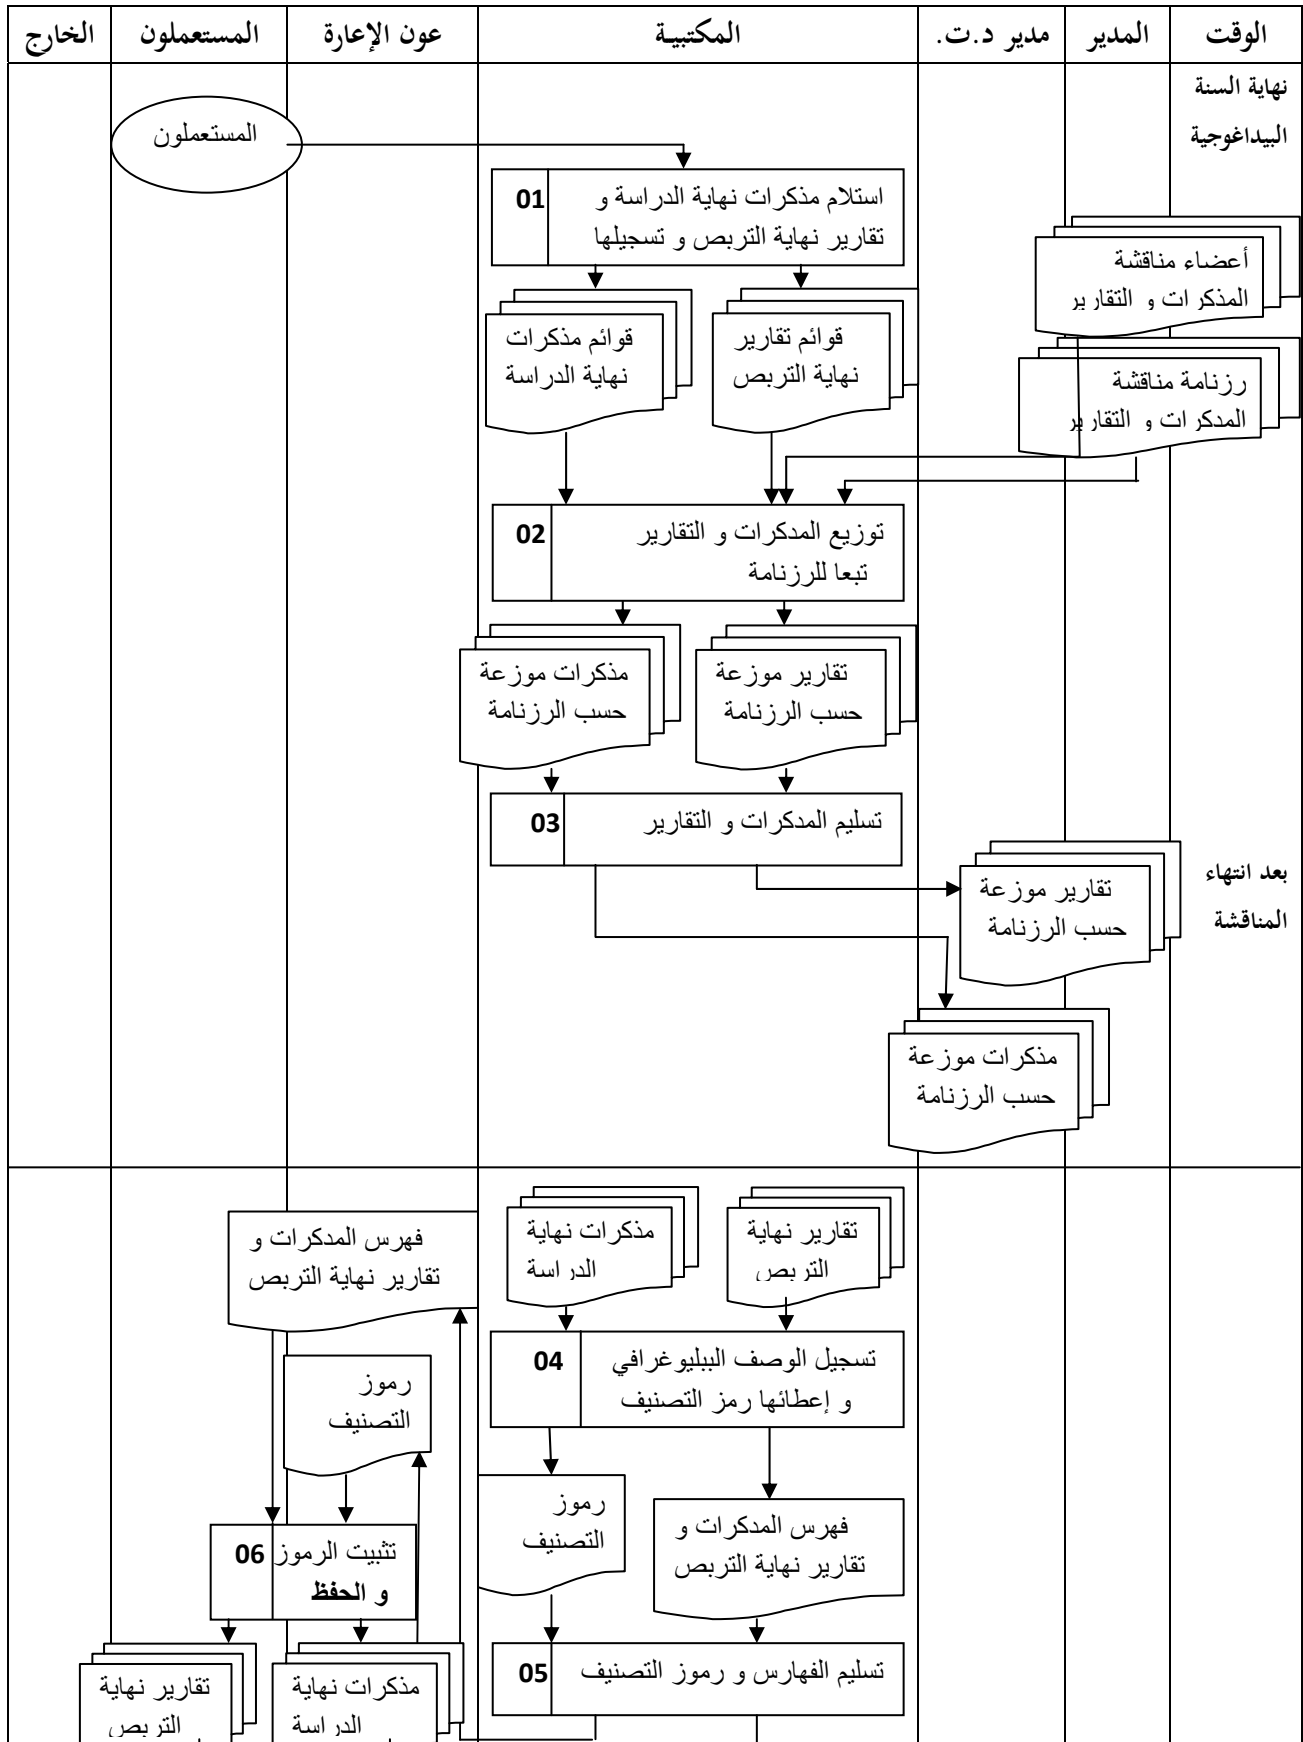 الوقت
المدير
مدير د.ت.
المكتبية
عون الإعارة
المستعملون
الخارج
نهاية السنة
البيداغوجية
المستعملون
استلام مذكرات نهاية الدراسة و
تقارير نهاية التربص و تسجيلها
01
أعضاء مناقشة
المذكرات و التقارير
قوائم تقارير
نهاية التربص
قوائم مذكرات
نهاية الدراسة
رزنامة مناقشة
المدكرات و التقارير
توزيع المدكرات و التقارير
تبعا للرزنامة
02
تقارير موزعة
حسب الرزنامة
مذكرات موزعة
حسب الرزنامة
تسليم المدكرات و التقارير
03
بعد انتهاء
المناقشة
تقارير موزعة
حسب الرزنامة
مذكرات موزعة
حسب الرزنامة
تقارير نهاية
التربص
مذكرات نهاية
الدراسة
فهرس المدكرات و
تقارير نهاية التربص
تسجيل الوصف الببليوغرافي
و إعطائها رمز التصنيف
04
رموز
التصنيف
رموز
التصنيف
فهرس المدكرات و
تقارير نهاية التربص
تثبيت الرموز
و الحفظ
06
تسليم الفهارس و رموز التصنيف
05
مذكرات نهاية
الدراسة
تقارير نهاية
التربص